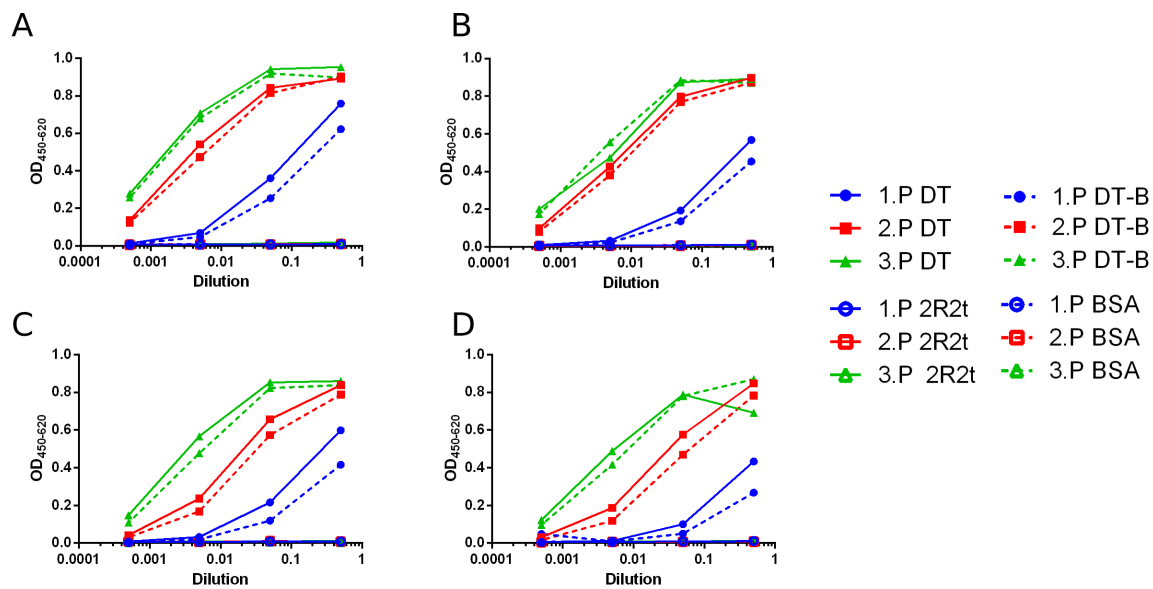 A
1.0
0.8
0.6
0.4
0.2
0.0
OD450-620
0.0001
0.001
0.01
0.1
1
Dilution
B
1.0
0.8
0.6
0.4
0.2
0.0
OD450-620
0.0001
0.001
0.01
0.1
1
Dilution
C
1.0
0.8
0.6
0.4
0.2
0.0
OD450-620
0.0001
0.001
0.01
0.1
1
Dilution
D
1.0
0.8
0.6
0.4
0.2
0.0
OD450-620
0.0001
0.001
0.01
0.1
1
Dilution
1.P DT
2.P DT
3.P DT
1.P 2R2t
2.P 2R2t
3.P 2R2t
1.P DT-B
2.P DT-B
3.P DT-B
1.P BSA
2.P BSA
3.P BSA